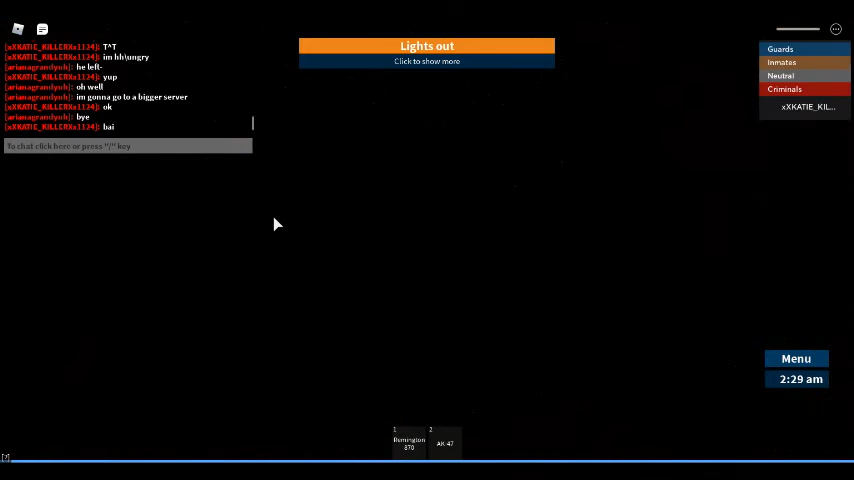 [xXKATIE_KILLERXx1124]: T^T
[xXKATIE_KILLERXx1124]: im hh\ungry
[arianagrandyuh]: he left-
[xXKATIE_KILLERXx1124]: yup
[arianagrandyuh]: oh well
[arianagrandyuh]: im gonna go to a bigger server
[xXKATIE_KILLERXx1124]: ok
[arianagrandyuh]: bye
[xXKATIE_KILLERXx1124]: bai
To chat click here or press "/" key
Lights out
Click to show more
Guards
Inmates
Neutral
Criminals
xXKATIE_KIL...
Menu
2:29 am
1
Remington
870
2
AK-47
[7]